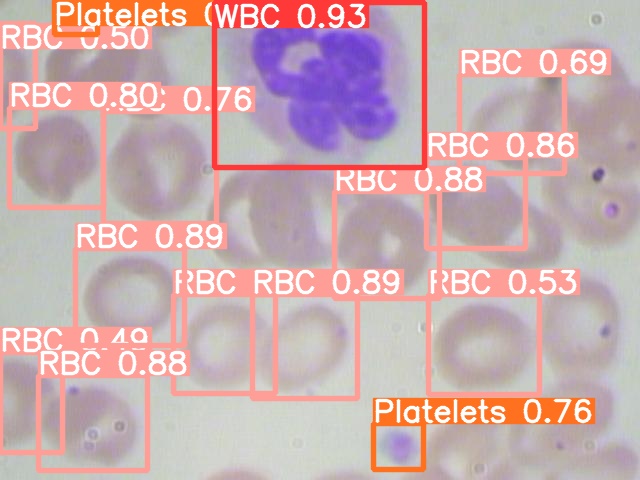 Platelets
WBC 0.93
RBC 0.50
RBC 0.69
RBC 0.80
0.76
RBC 0.86
RBC 0.88
RBC 0.89
RBC
RBC 0.89
RBC 0.53
RBC 0.49
RBC 0.88
Platelets 0.76